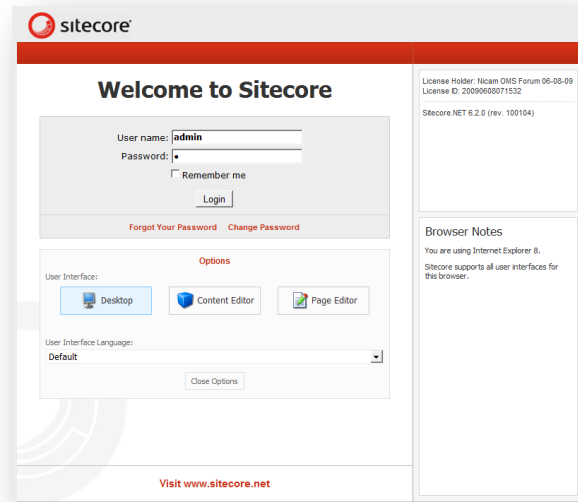 sitecore
Welcome to Sitecore
User name: admin
Password: •
Remember me
Login
Forgot Your Password Change Password
Options
User Interface:
Desktop Content Editor Page Editor
User Interface Language:
Default
Close Options
Visit www.sitecore.net
License Holder: Nicam OMS Forum 06-08-09
License ID: 20090608071532
Sitecore.NET 6.2.0 (rev. 100104)
Browser Notes
You are using Internet Explorer 8.
Sitecore supports all user interfaces for
this browser.